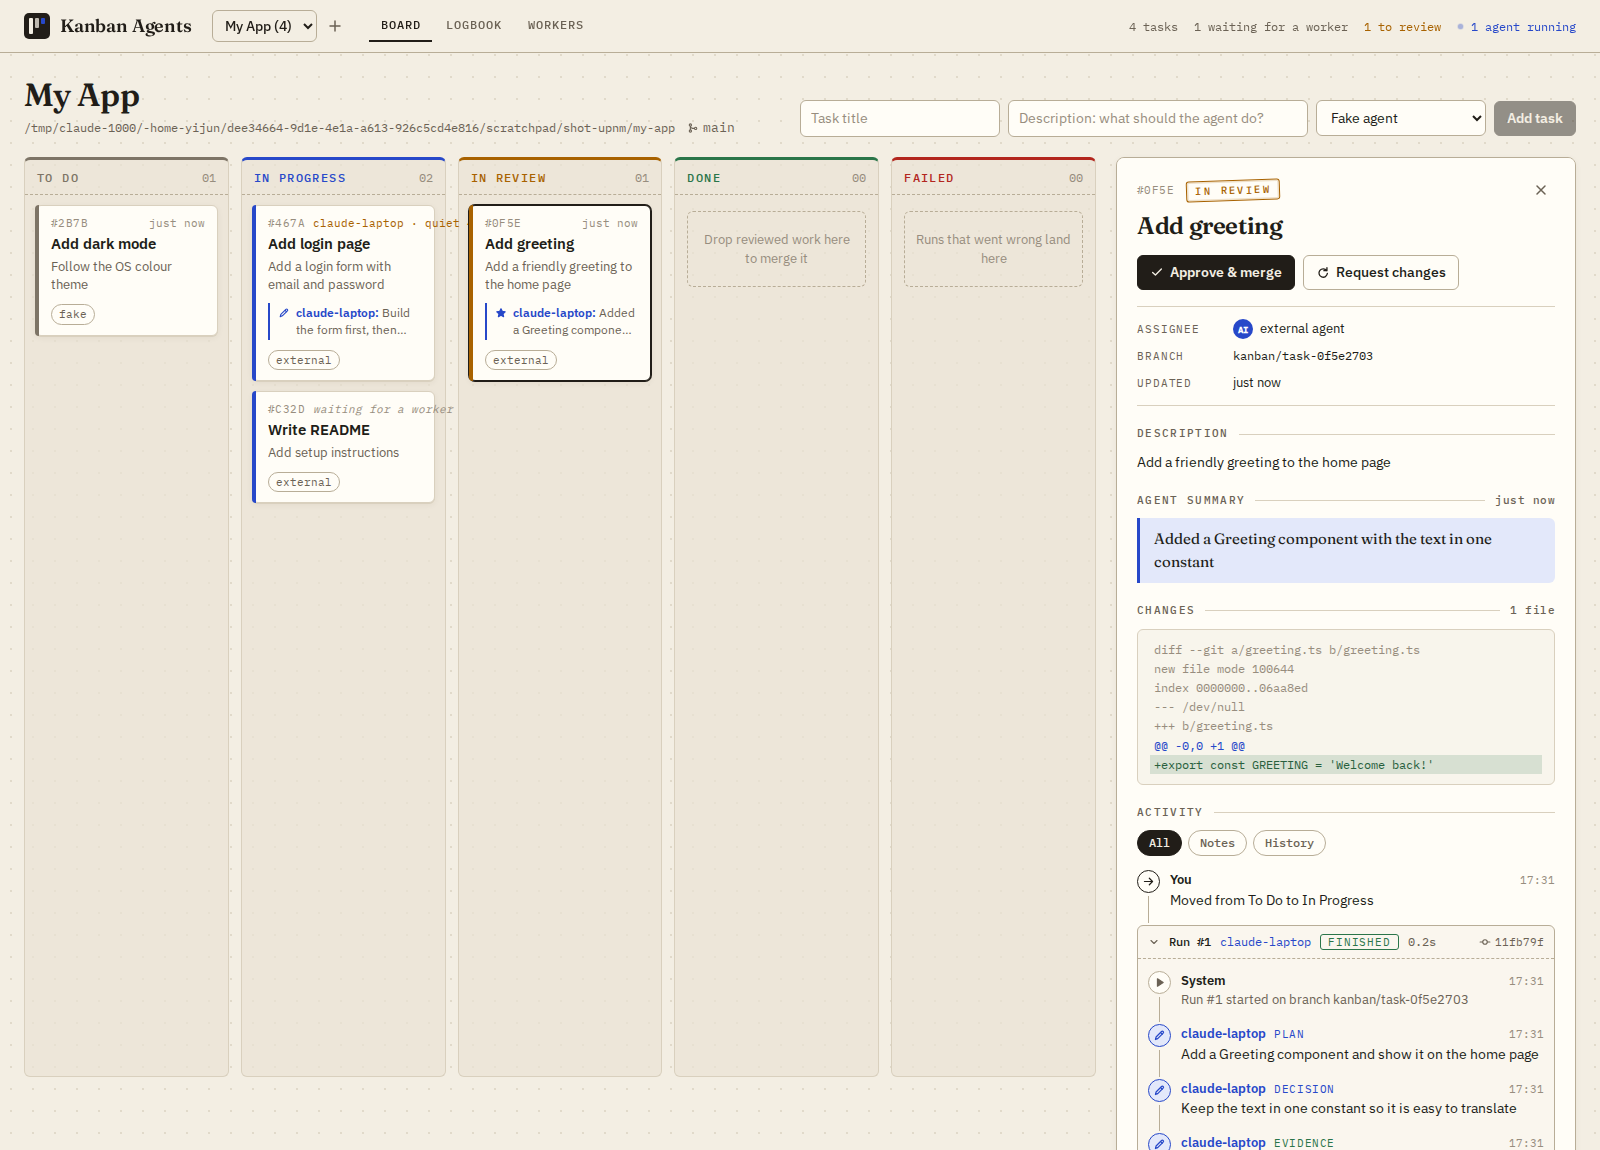 Kanban Agents
My App (4)
BOARD
LOGBOOK
WORKERS
4 tasks
1 waiting for a worker
1 to review
1 agent running
My App
/tmp/claude-1000/-home-yijun/dee34664-9d1e-4e1a-a613-926c5cd4e816/scratchpad/shot-upnm/my-app
main
Task title
Description: what should the agent do?
Fake agent
Add task
TO DO
01
#2B7B
just now
Add dark mode
Follow the OS colour
theme
fake
IN PROGRESS
02
#467A claude-laptop · quiet
Add login page
Add a login form with
email and password
claude-laptop: Build
the form first, then…
external
#C32D waiting for a worker
Write README
Add setup instructions
external
IN REVIEW
01
#0F5E
just now
Add greeting
Add a friendly greeting to
the home page
claude-laptop: Added
a Greeting compone…
external
DONE
00
Drop reviewed work here
to merge it
FAILED
00
Runs that went wrong land
here
#0F5E
IN REVIEW
Add greeting
Approve & merge
Request changes
ASSIGNEE
AI
external agent
BRANCH
kanban/task-0f5e2703
UPDATED
just now
DESCRIPTION
Add a friendly greeting to the home page
AGENT SUMMARY
just now
Added a Greeting component with the text in one
constant
CHANGES
1 file
diff --git a/greeting.ts b/greeting.ts
new file mode 100644
index 0000000..06aa8ed
--- /dev/null
+++ b/greeting.ts
@@ -0,0 +1 @@
+export const GREETING = 'Welcome back!'
ACTIVITY
All
Notes
History
You
17:31
Moved from To Do to In Progress
Run #1 claude-laptop FINISHED 0.2s
11fb79f
System
17:31
Run #1 started on branch kanban/task-0f5e2703
claude-laptop PLAN
17:31
Add a Greeting component and show it on the home page
claude-laptop DECISION
17:31
Keep the text in one constant so it is easy to translate
claude-laptop EVIDENCE
17:31